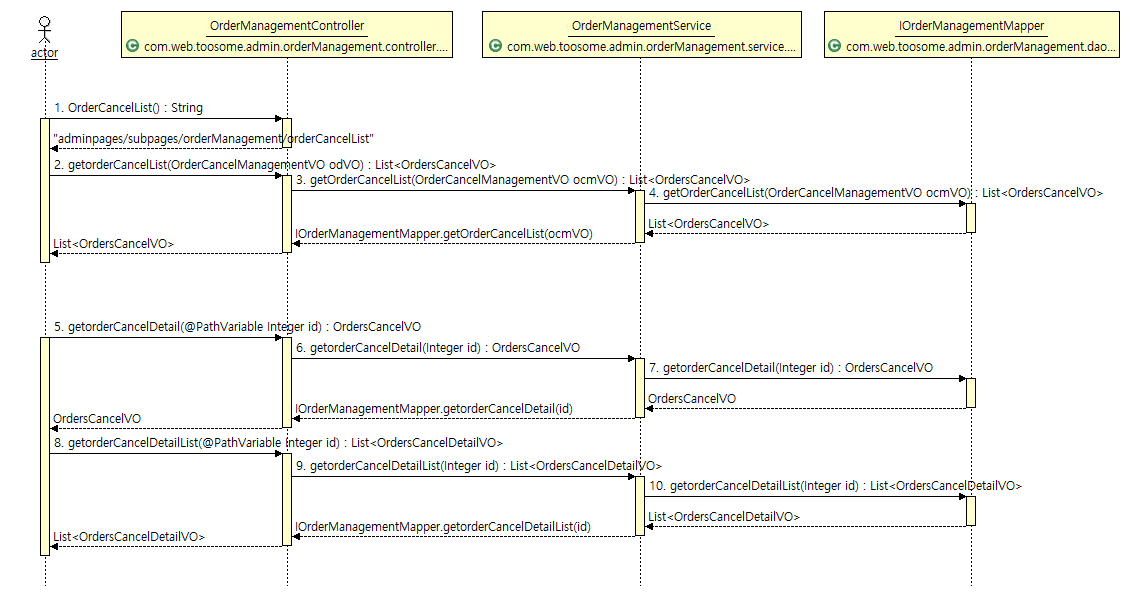 actor
OrderManagementController
com.web.toosome.admin.orderManagement.controller....
OrderManagementService
com.web.toosome.admin.orderManagement.service....
IOrderManagementMapper
com.web.toosome.admin.orderManagement.dao...
1. OrderCancelList() : String
"adminpages/subpages/orderManagement/orderCancelList"
2. getorderCancelList(OrderCancelManagementVO odVO) : List<OrdersCancelVO>
3. getOrderCancelList(OrderCancelManagementVO ocmVO) : List<OrdersCancelVO>
4. getOrderCancelList(OrderCancelManagementVO ocmVO) : List<OrdersCancelVO>
List<OrdersCancelVO>
IOrderManagementMapper.getOrderCancelList(ocmVO)
List<OrdersCancelVO>
5. getorderCancelDetail(@PathVariable Integer id) : OrdersCancelVO
6. getorderCancelDetail(Integer id) : OrdersCancelVO
7. getorderCancelDetail(Integer id) : OrdersCancelVO
OrdersCancelVO
IOrderManagementMapper.getorderCancelDetail(id)
OrdersCancelVO
8. getorderCancelDetailList(@PathVariable Integer id) : List<OrdersCancelDetailVO>
9. getorderCancelDetailList(Integer id) : List<OrdersCancelDetailVO>
10. getorderCancelDetailList(Integer id) : List<OrdersCancelDetailVO>
List<OrdersCancelDetailVO>
IOrderManagementMapper.getorderCancelDetailList(id)
List<OrdersCancelDetailVO>